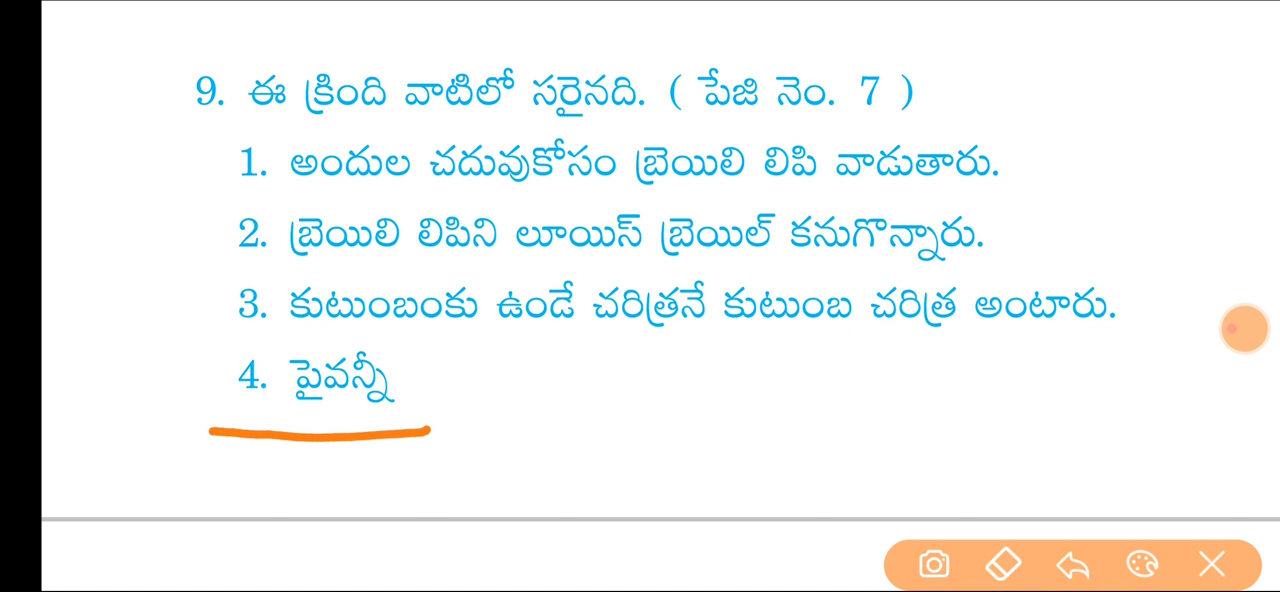 9. ఈ క్రింది వాటిలో సరైనది. ( పేజి నెం. 7 )
1. అందుల చదువుకోసం బ్రెయిలి లిపి వాడుతారు.
2. బ్రెయిలి లిపిని లూయిస్ బ్రెయిల్ కనుగొన్నారు.
3. కుటుంబంకు ఉండే చరిత్రనే కుటుంబ చరిత్ర అంటారు.
4. పైవన్నీ